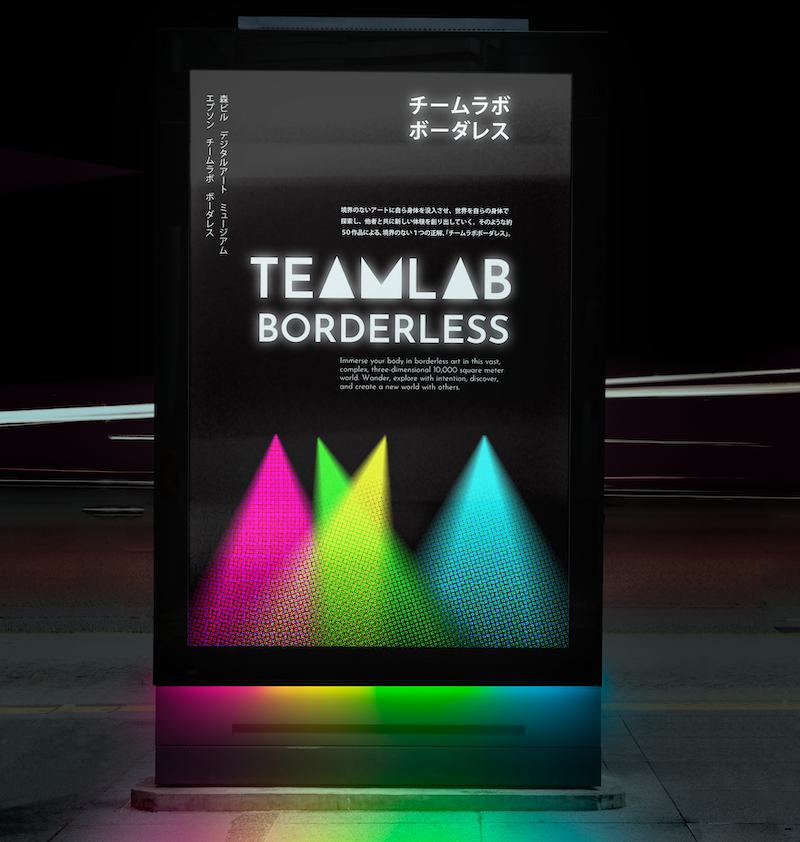 森ビル デジタルアート ミュージアム
エプソン チームラボ ボーダレス
チームラボ
ボーダレス
境界のないアートに自ら身体を没入させ、世界を自らの身体で
探索し、他者と共に新しい体験を創り出していく。そのような約
50作品による、境界のない1つの正解、「チームラボボーダレス」。
TEAMLAB
BORDERLESS
Immerse your body in borderless art in this vast,
complex, three-dimensional 10,000 square meter
world. Wander, explore with intention, discover,
and create a new world with others.